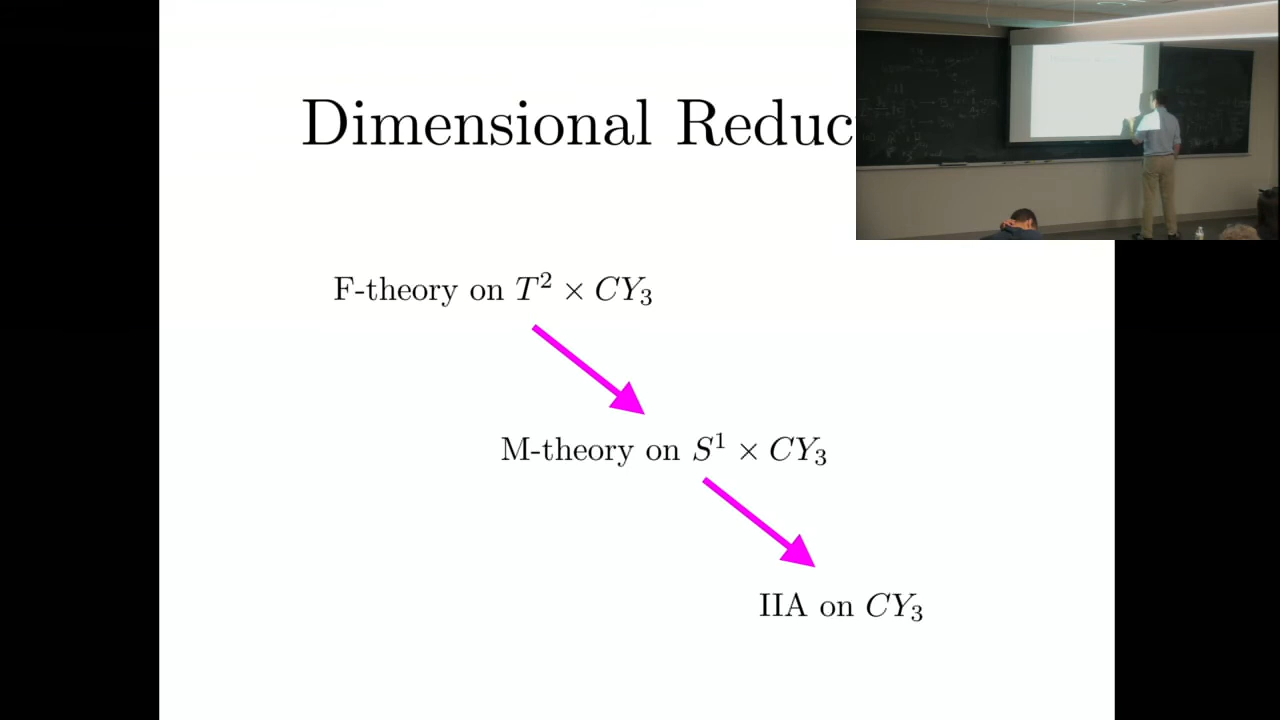 Dimensional Reduc
F-theory on $T^2 \times CY_3$
M-theory on $S^1 \times CY_3$
IIA on $CY_3$